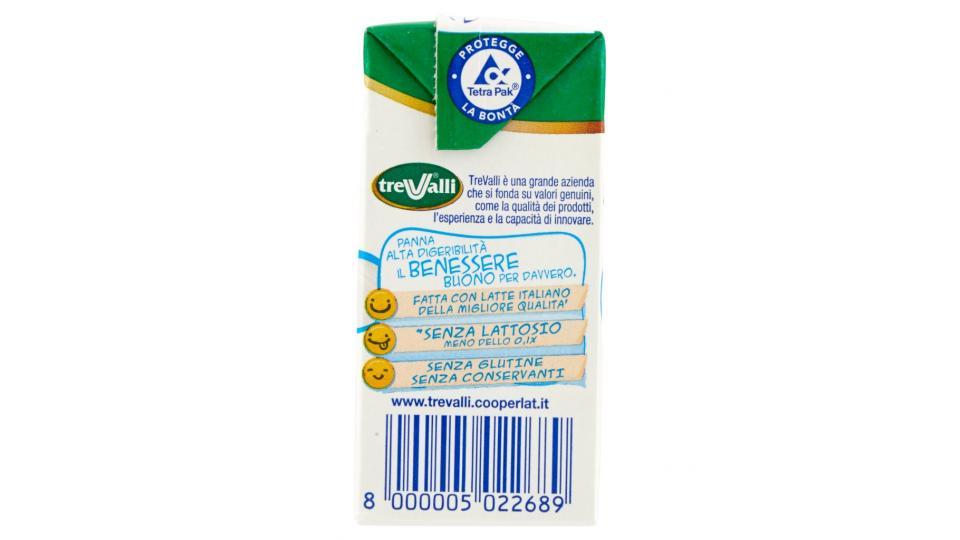 PROTEGGE
Tetra Pak®
LA BONTÀ
treValli®
TreValli è una grande azienda
che si fonda su valori genuini,
come la qualità dei prodotti,
l'esperienza e la capacità di innovare.
PANNA
ALTA DIGERIBILITÀ
IL BENESSERE
BUONO PER DAVVERO.
FATTA CON LATTE ITALIANO
DELLA MIGLIORE QUALITA'
*SENZA LATTOSIO
MENO DELLO 0,1%
SENZA GLUTINE
SENZA CONSERVANTI
www.trevalli.cooperlat.it
8 000005 022689